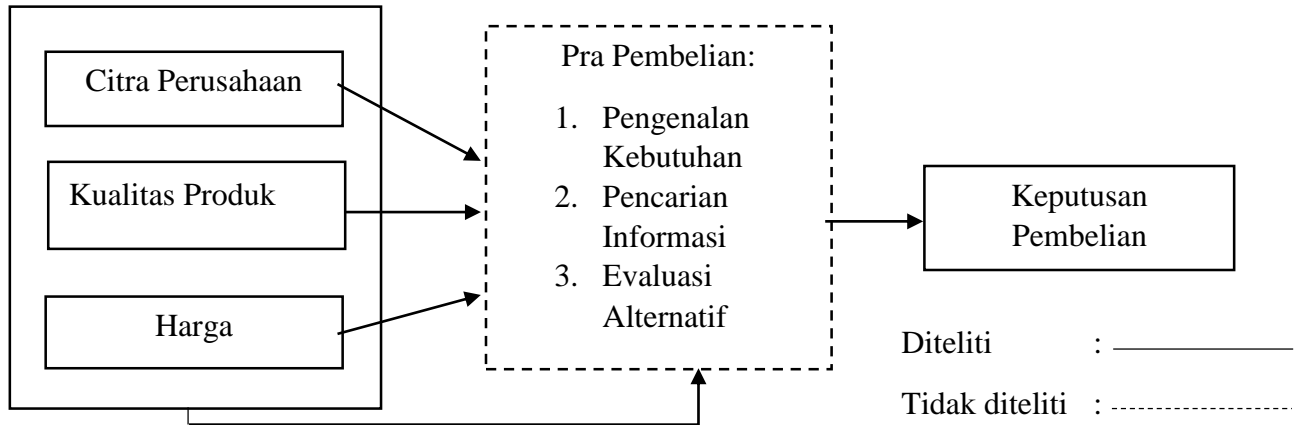 Citra Perusahaan
Kualitas Produk
Harga
Pra Pembelian:
1. Pengenalan
Kebutuhan
2. Pencarian
Informasi
3. Evaluasi
Alternatif
Keputusan
Pembelian
Diteliti :
Tidak diteliti :